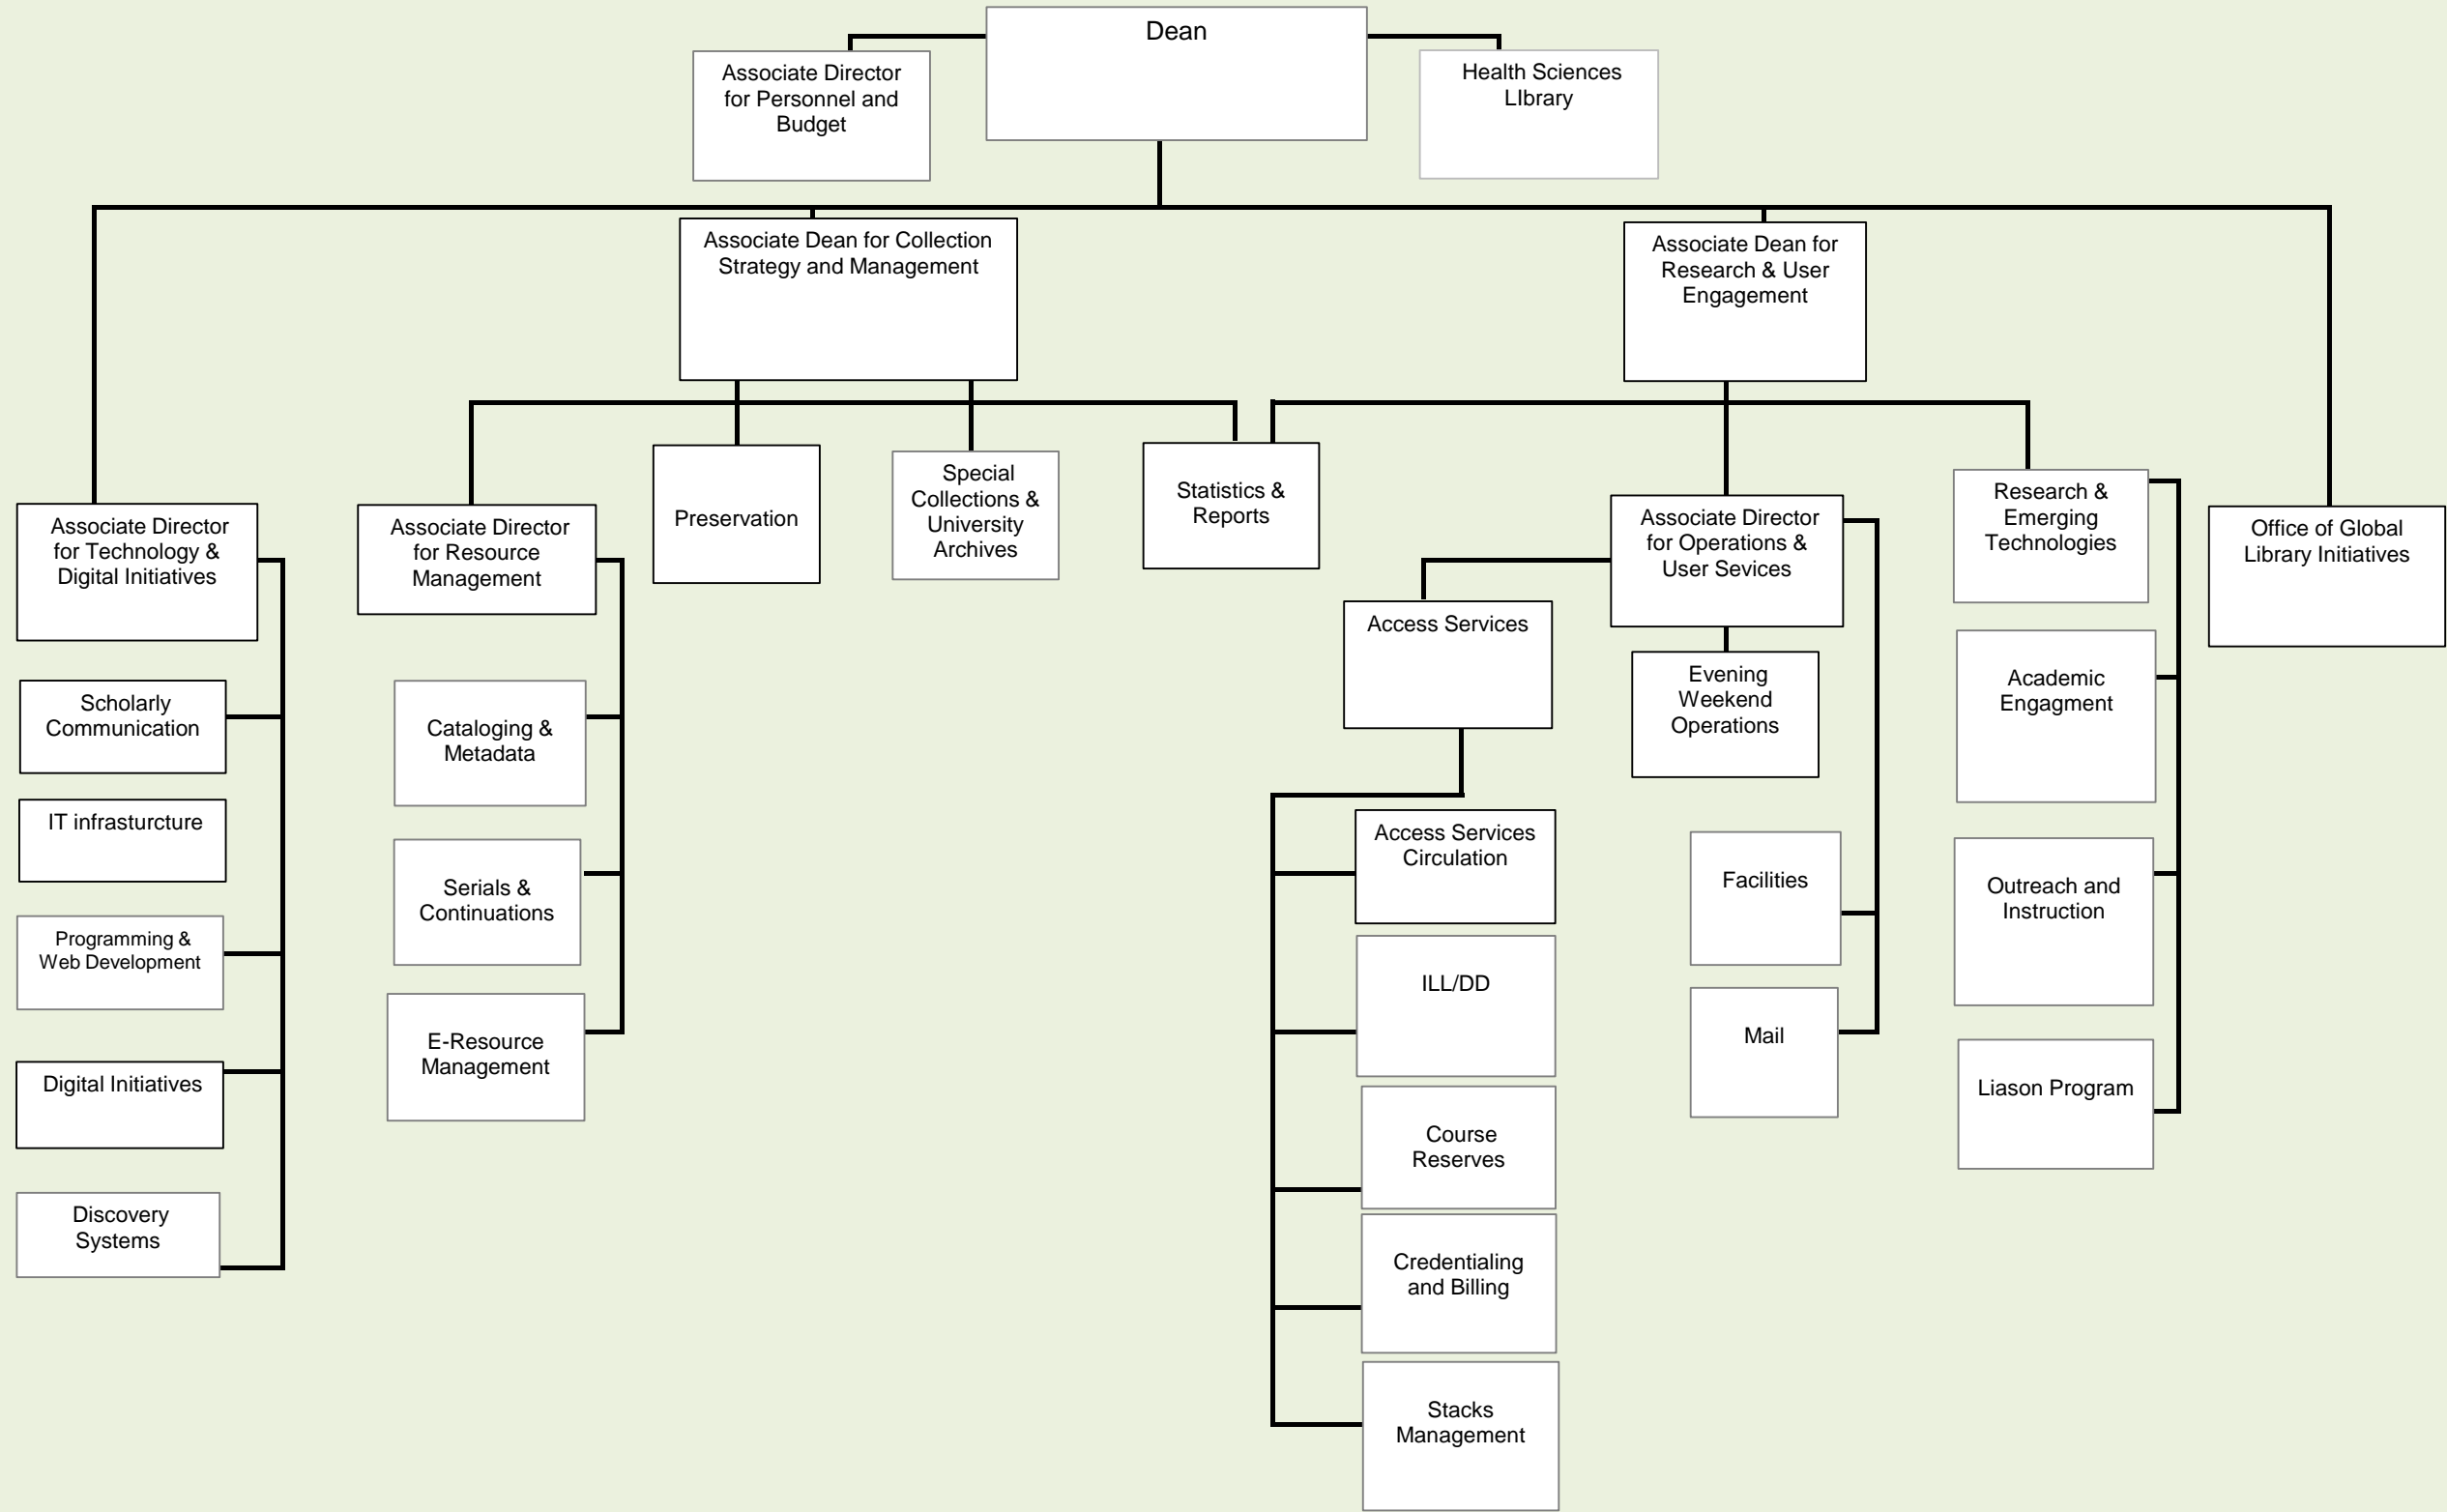 Dean
Associate Director
for Personnel and
Budget
Health Sciences
LIbrary
Associate Dean for Collection
Strategy and Management
Associate Dean for
Research & User
Engagement
Associate Director
for Technology &
Digital Initiatives
Associate Director
for Resource
Management
Preservation
Special
Collections &
University
Archives
Statistics &
Reports
Associate Director
for Operations &
User Sevices
Research &
Emerging
Technologies
Office of Global
Library Initiatives
Scholarly
Communication
IT infrasturcture
Programming &
Web Development
Digital Initiatives
Discovery
Systems
Cataloging &
Metadata
Serials &
Continuations
E-Resource
Management
Access Services
Evening
Weekend
Operations
Access Services
Circulation
ILL/DD
Course
Reserves
Credentialing
and Billing
Stacks
Management
Facilities
Mail
Academic
Engagment
Outreach and
Instruction
Liason Program